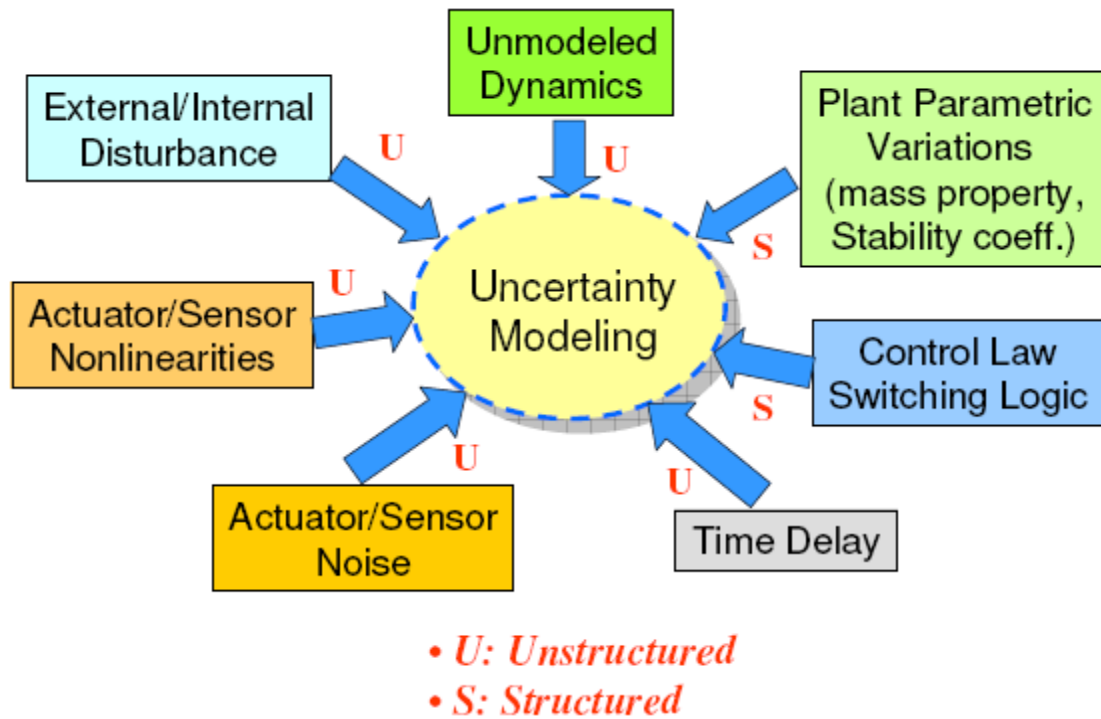 Unmodeled
Dynamics
External/Internal
Disturbance
Plant Parametric
Variations
(mass property,
Stability coeff.)
U
U
S
Uncertainty
Modeling
U
Actuator/Sensor
Nonlinearities
Control Law
Switching Logic
S
U
U
Actuator/Sensor
Noise
Time Delay
• U: Unstructured
• S: Structured